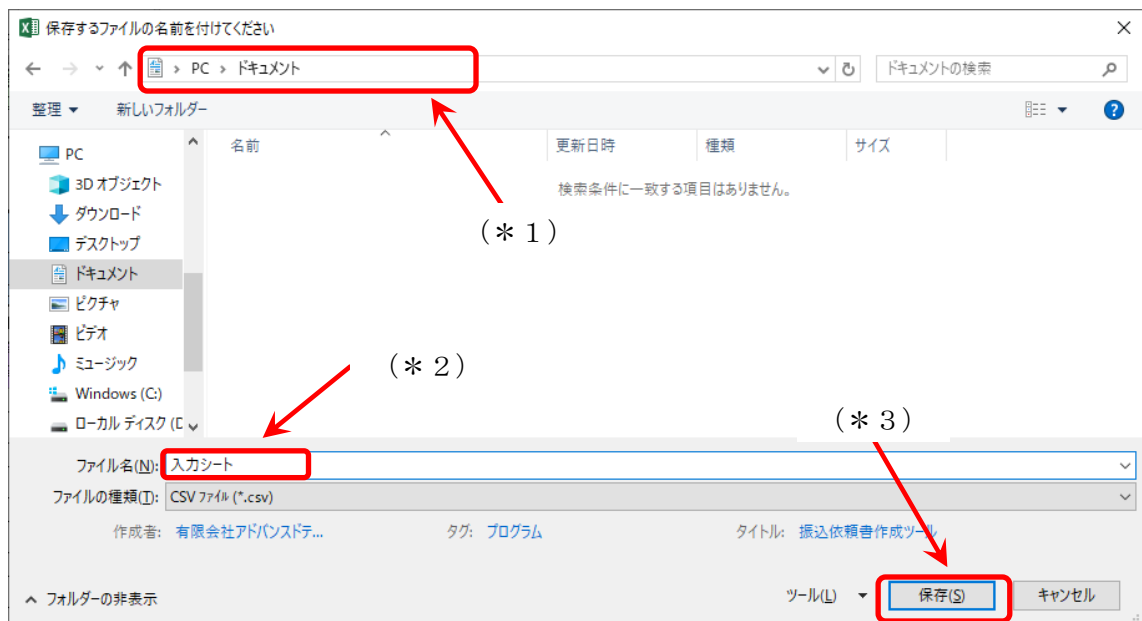 保存するファイルの名前を付けてください
PC › ドキュメント
ドキュメントの検索
整理 新しいフォルダー
名前 更新日時 種類 サイズ
検索条件に一致する項目はありません。
PC
3D オブジェクト
ダウンロード
デスクトップ
ドキュメント
ピクチャ
ビデオ
ミュージック
Windows (C:)
ローカル ディスク (D
(＊１)
(＊２)
(＊３)
ファイル名(N): 入力シート
ファイルの種類(T): CSV ファイル (*.csv)
作成者: 有限会社アドバンスドテ... タグ: プログラム タイトル: 振込依頼書作成ツール
フォルダーの非表示 ツール(L) 保存(S) キャンセル